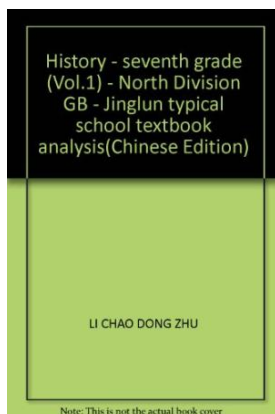 History - seventh grade
(Vol.1) - North Division
GB - Jinglun typical
school textbook
analysis(Chinese Edition)
LI CHAO DONG ZHU
Note: This is not the actual book cover